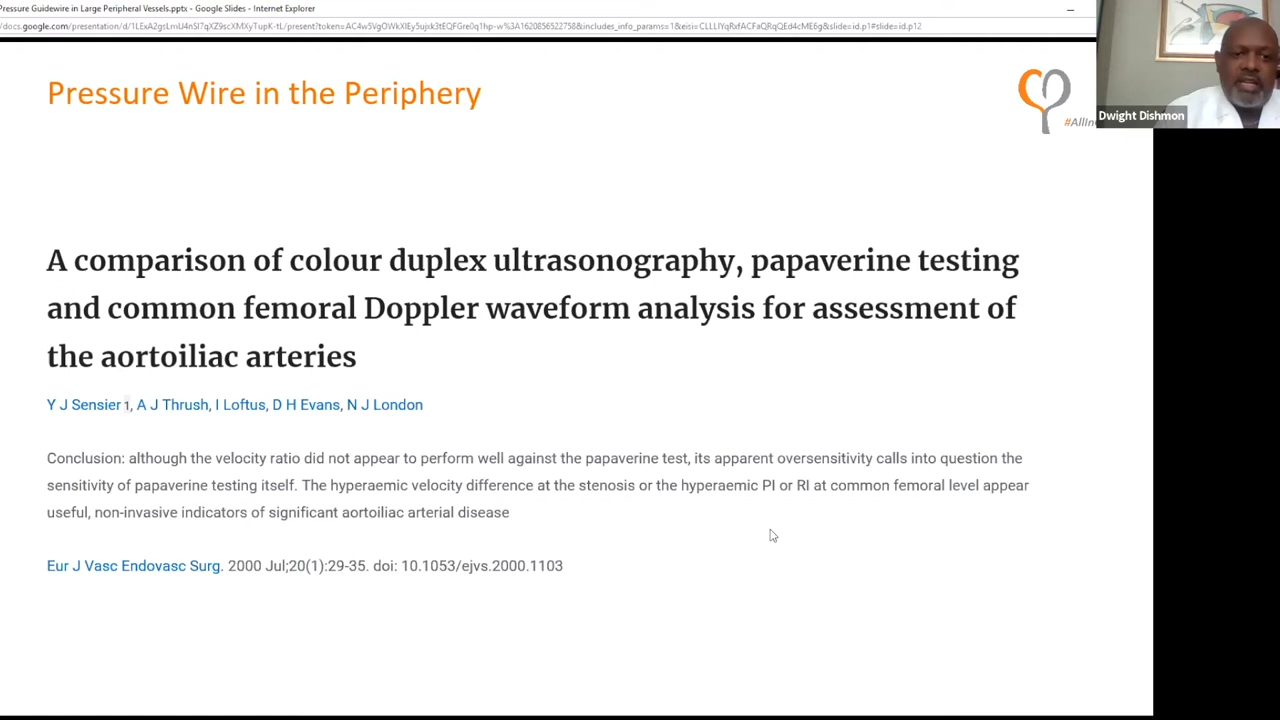 Pressure Guidewire in Large Peripheral Vessels.pptx - Google Slides - Internet Explorer
Pressure Wire in the Periphery
Dwight Dishmon
A comparison of colour duplex ultrasonography, papaverine testing
and common femoral Doppler waveform analysis for assessment of
the aortoiliac arteries
Y J Sensier 1, A J Thrush, I Loftus, D H Evans, N J London
Conclusion: although the velocity ratio did not appear to perform well against the papaverine test, its apparent oversensitivity calls into question the
sensitivity of papaverine testing itself. The hyperaemic velocity difference at the stenosis or the hyperaemic PI or RI at common femoral level appear
useful, non-invasive indicators of significant aortoiliac arterial disease
Eur J Vasc Endovasc Surg. 2000 Jul;20(1):29-35. doi: 10.1053/ejvs.2000.1103